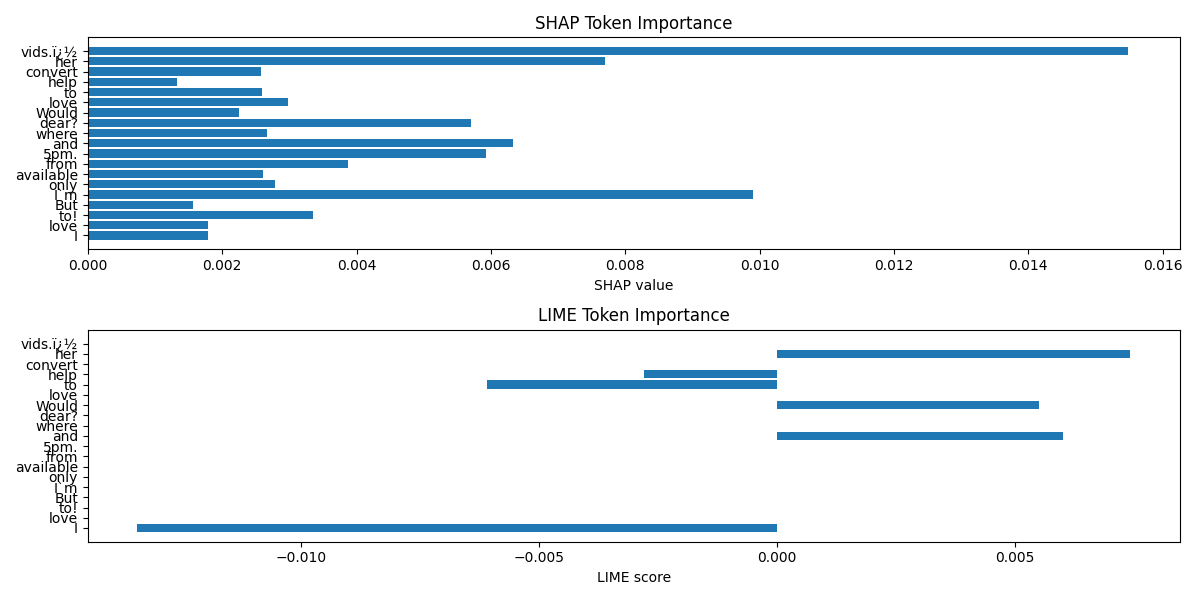 SHAP Token Importance
vids.ï¿½
her
convert
help
to
love
Would
dear?
where
and
5pm.
from
available
only
I_m
But
to!
love
I
0.000 0.002 0.004 0.006 0.008 0.010 0.012 0.014 0.016
SHAP value
LIME Token Importance
vids.ï¿½
her
convert
help
to
love
Would
dear?
where
and
5pm.
from
available
only
I_m
But
to!
love
I
−0.010 −0.005 0.000 0.005
LIME score